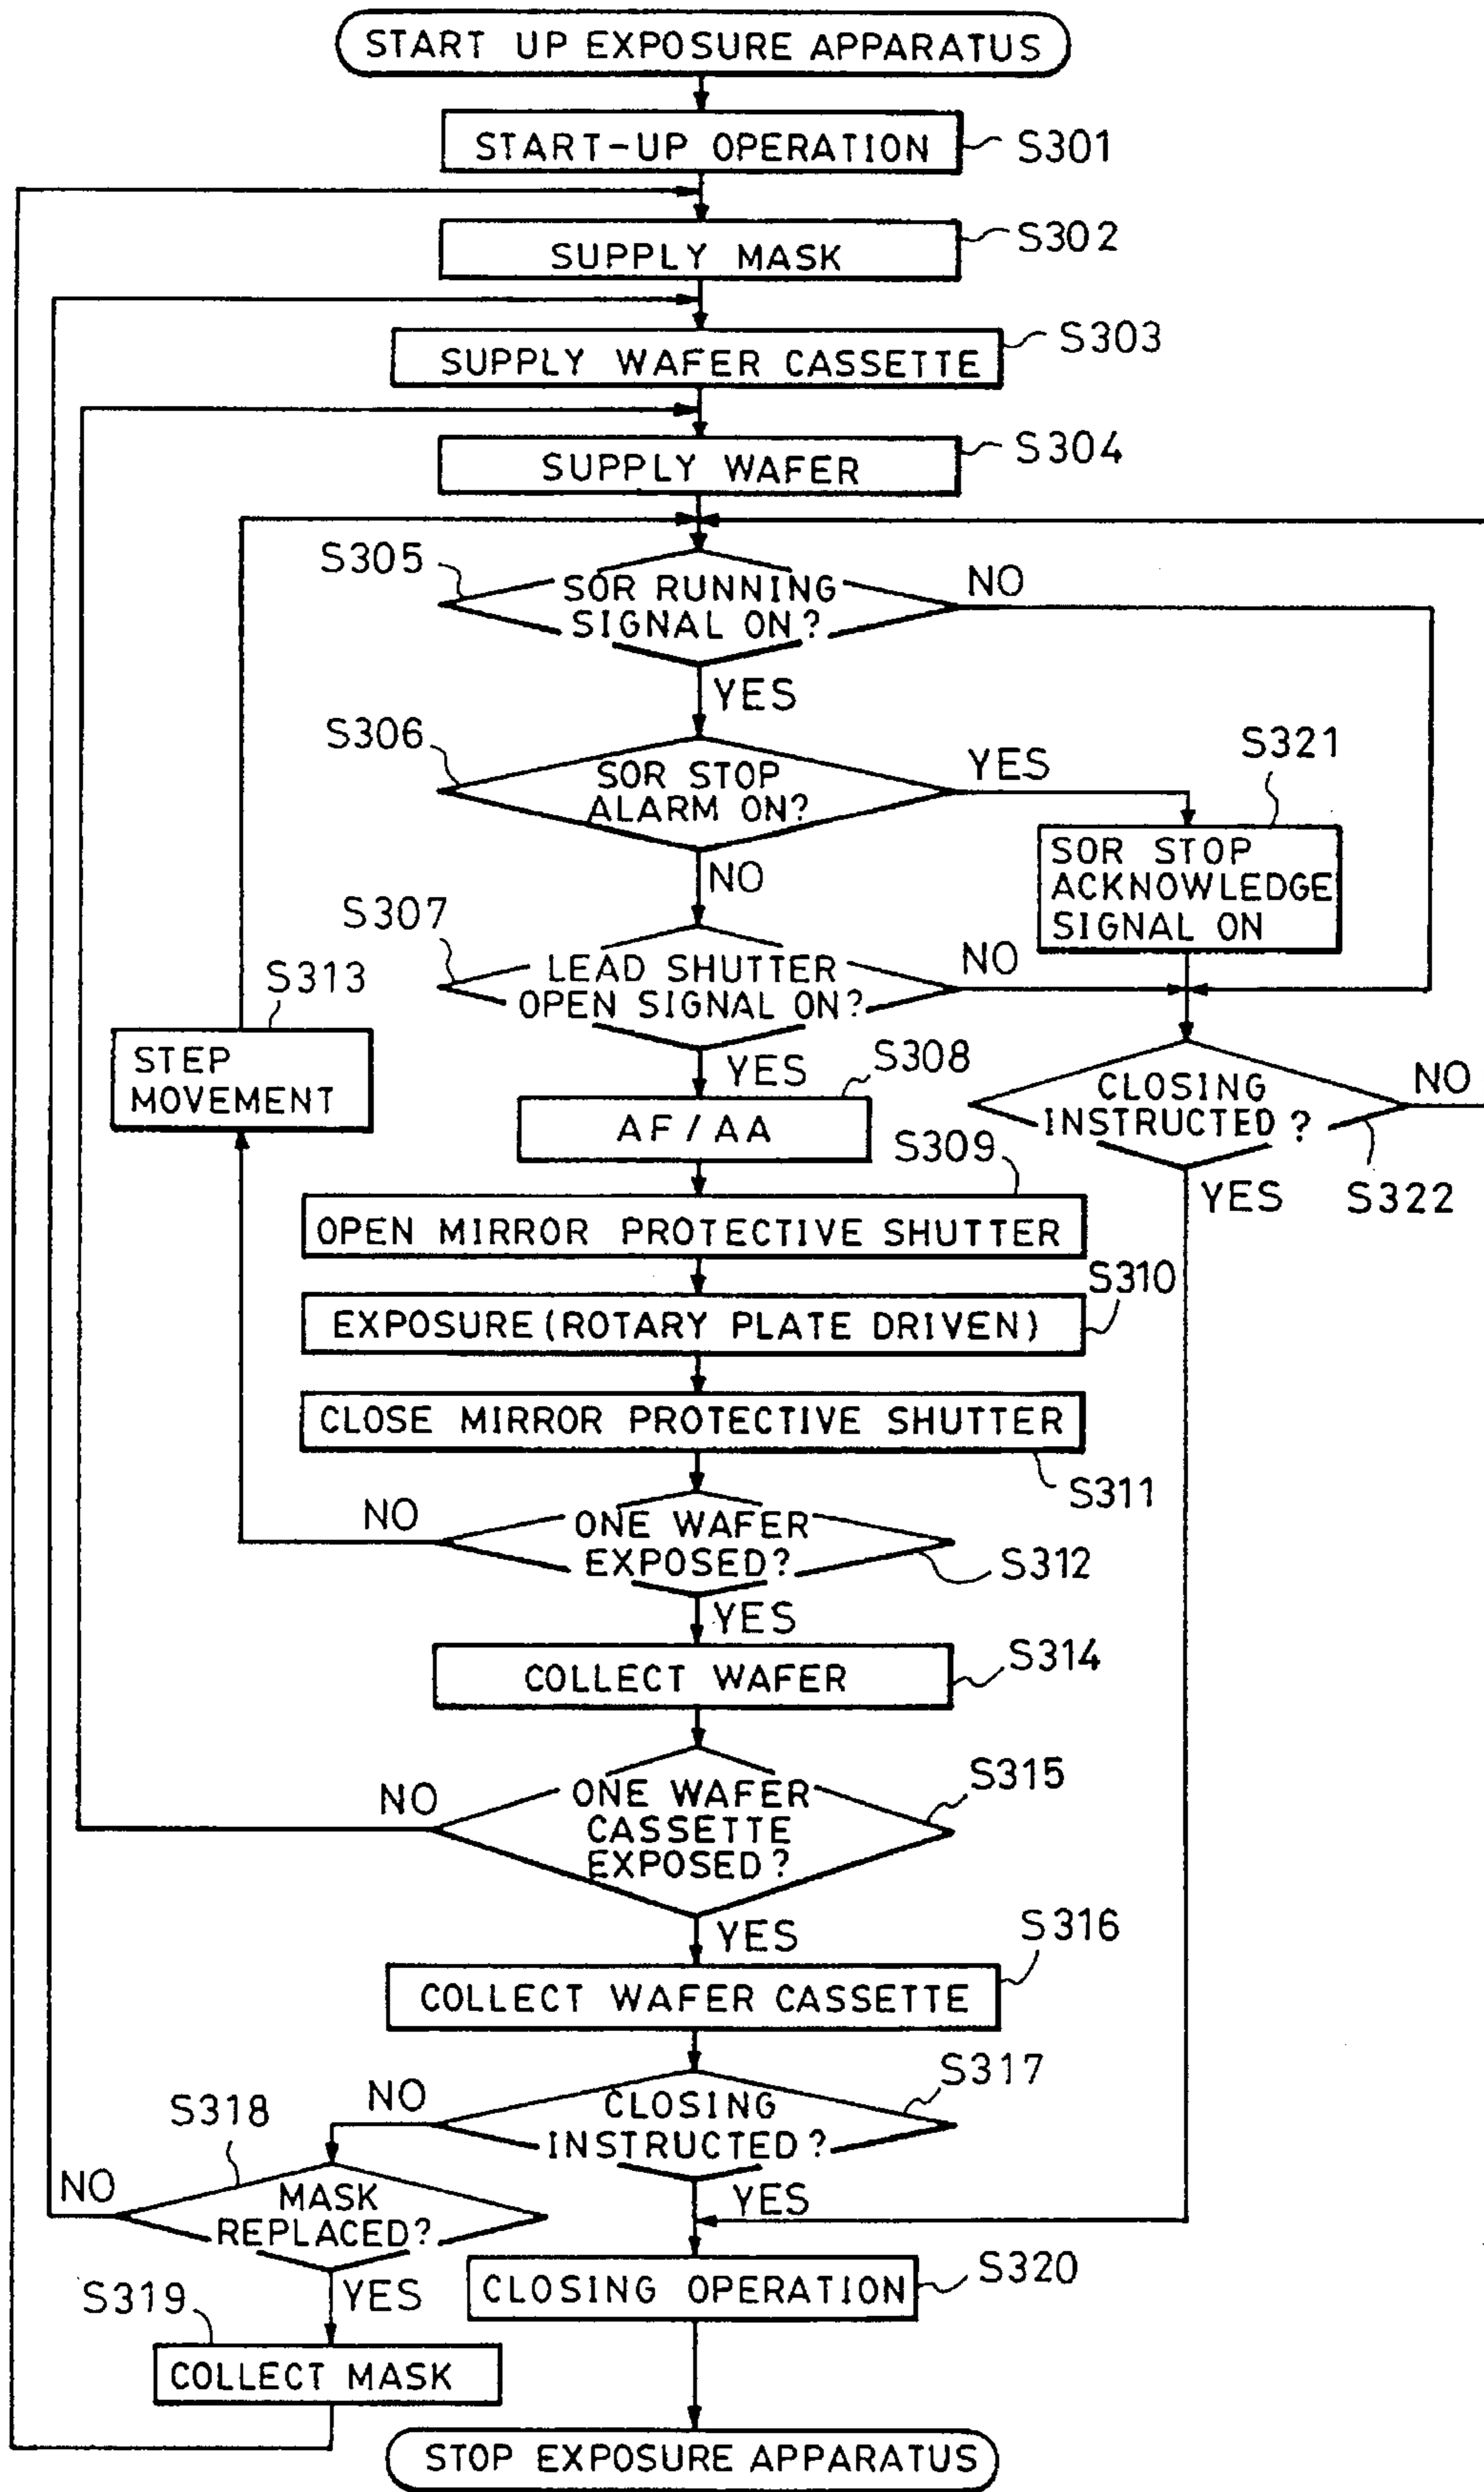 START UP EXPOSURE APPARATUS
START-UP OPERATION
S301
SUPPLY MASK
S302
SUPPLY WAFER CASSETTE
S303
SUPPLY WAFER
S304
S305
SOR RUNNING
SIGNAL ON?
NO
YES
S306
SOR STOP
ALARM ON?
YES
S321
SOR STOP
ACKNOWLEDGE
SIGNAL ON
NO
S307
LEAD SHUTTER
OPEN SIGNAL ON?
NO
S313
STEP
MOVEMENT
YES
S308
AF/AA
CLOSING
INSTRUCTED?
NO
YES
S322
S309
OPEN MIRROR PROTECTIVE SHUTTER
S310
EXPOSURE(ROTARY PLATE DRIVEN)
CLOSE MIRROR PROTECTIVE SHUTTER
S311
NO
ONE WAFER
EXPOSED?
S312
YES
COLLECT WAFER
S314
NO
ONE WAFER
CASSETTE
EXPOSED?
S315
YES
S316
COLLECT WAFER CASSETTE
S317
NO
CLOSING
INSTRUCTED?
S318
NO
MASK
REPLACED?
YES
S319
YES
CLOSING OPERATION
S320
COLLECT MASK
STOP EXPOSURE APPARATUS